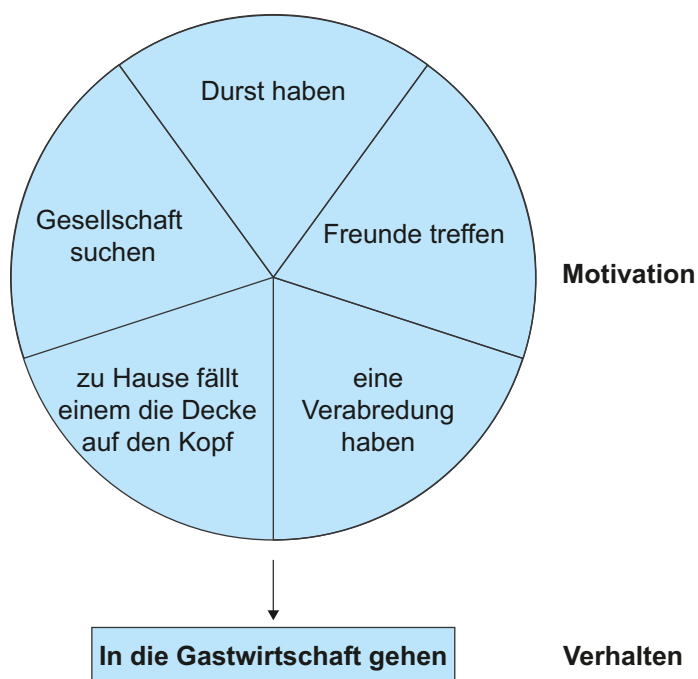 Durst haben
Gesellschaft
suchen
Freunde treffen
Motivation
zu Hause fällt
einem die Decke
auf den Kopf
eine
Verabredung
haben
In die Gastwirtschaft gehen
Verhalten